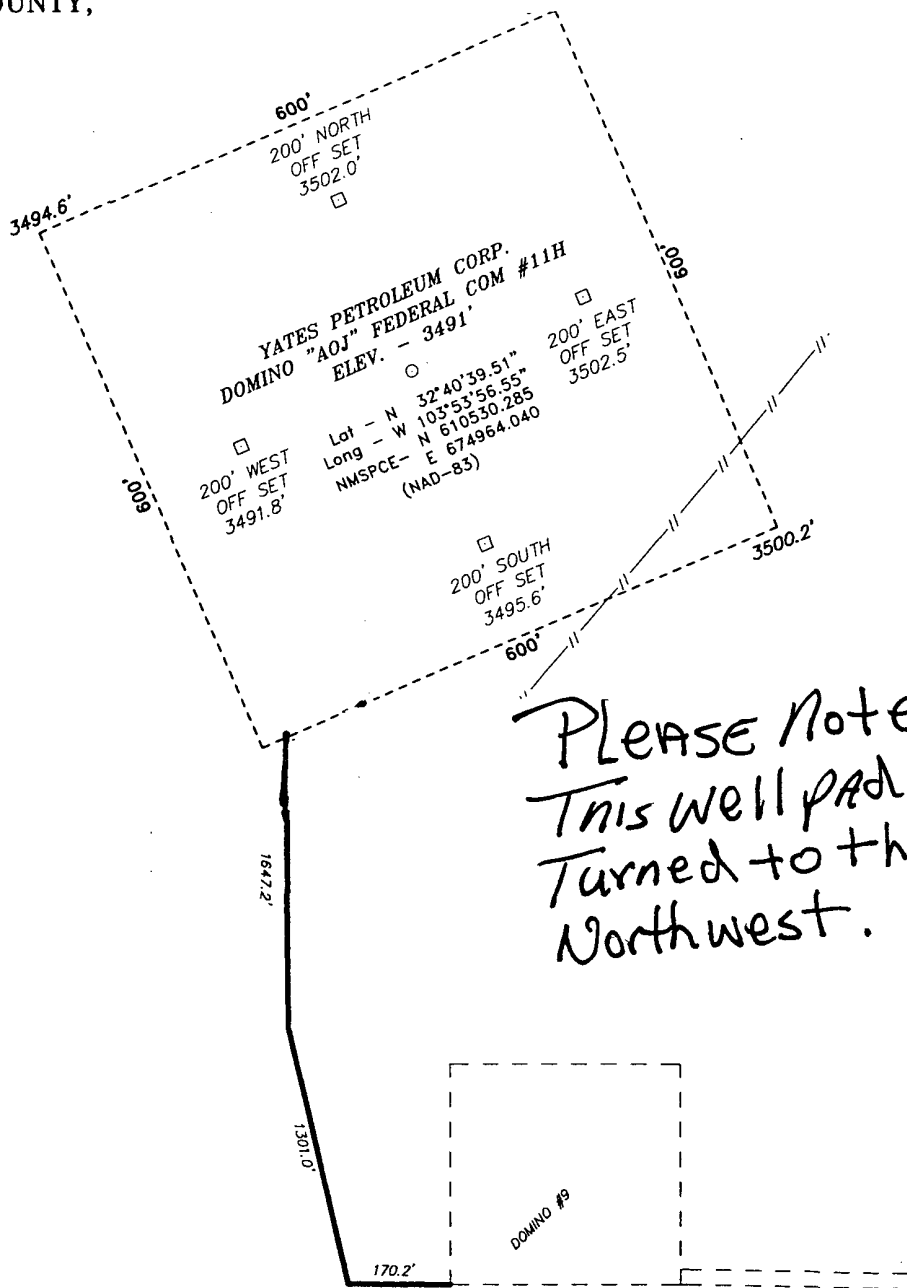 OUNTY,
600'
200' NORTH
OFF SET
3502.0'
3494.6'
600'
YATES PETROLEUM CORP.
DOMINO "AOJ" FEDERAL COM #11H
ELEV. - 3491'
200' EAST
OFF SET
3502.5'
Lat - N 32°40'39.51"
Long - W 103°53'56.55"
NMSPCE- N 610530.285
E 674964.040
(NAD-83)
200' WEST
OFF SET
3491.8'
600'
200' SOUTH
OFF SET
3495.6'
3500.2'
600'
PLEASE Note
This well pad
Turned to th
Northwest.
1647.2'
1301.0'
DOMINO #9
170.2'